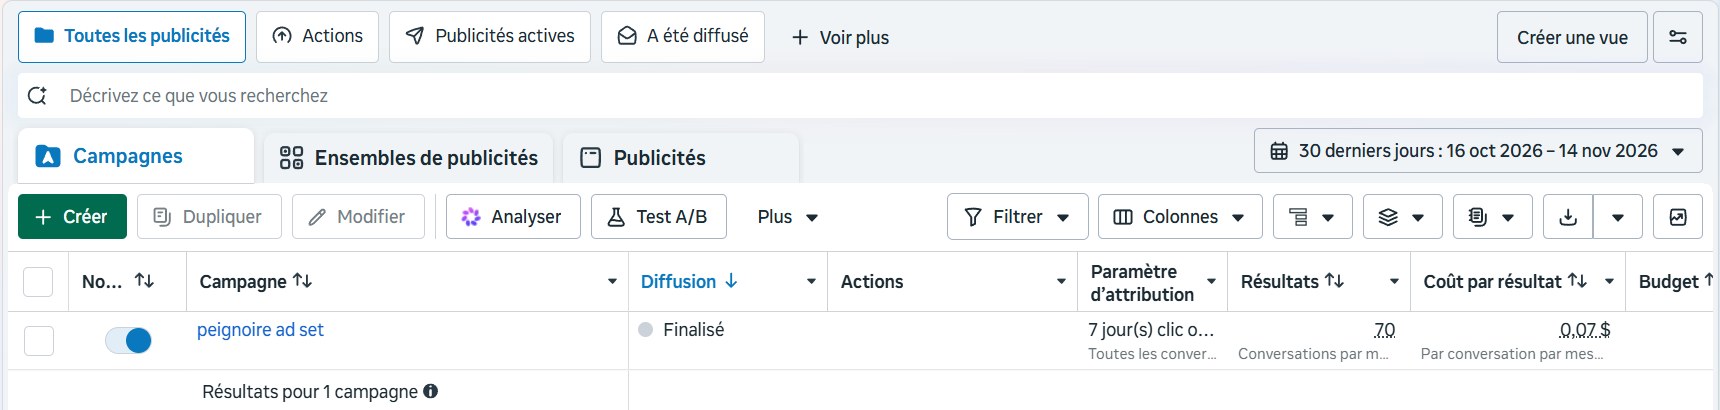 Toutes les publicités Actions Publicités actives A été diffusé + Voir plus Créer une vue
Décrivez ce que vous recherchez
Campagnes Ensembles de publicités Publicités 30 derniers jours : 16 oct 2026 – 14 nov 2026
+ Créer Dupliquer Modifier Analyser Test A/B Plus Filtrer Colonnes
No... Campagne Diffusion Actions Paramètre d’attribution Résultats Coût par résultat Budget
peignoire ad set Finalisé 7 jour(s) clic o... 70 0,07 $
Toutes les conver... Conversations par m... Par conversation par mes...
Résultats pour 1 campagne